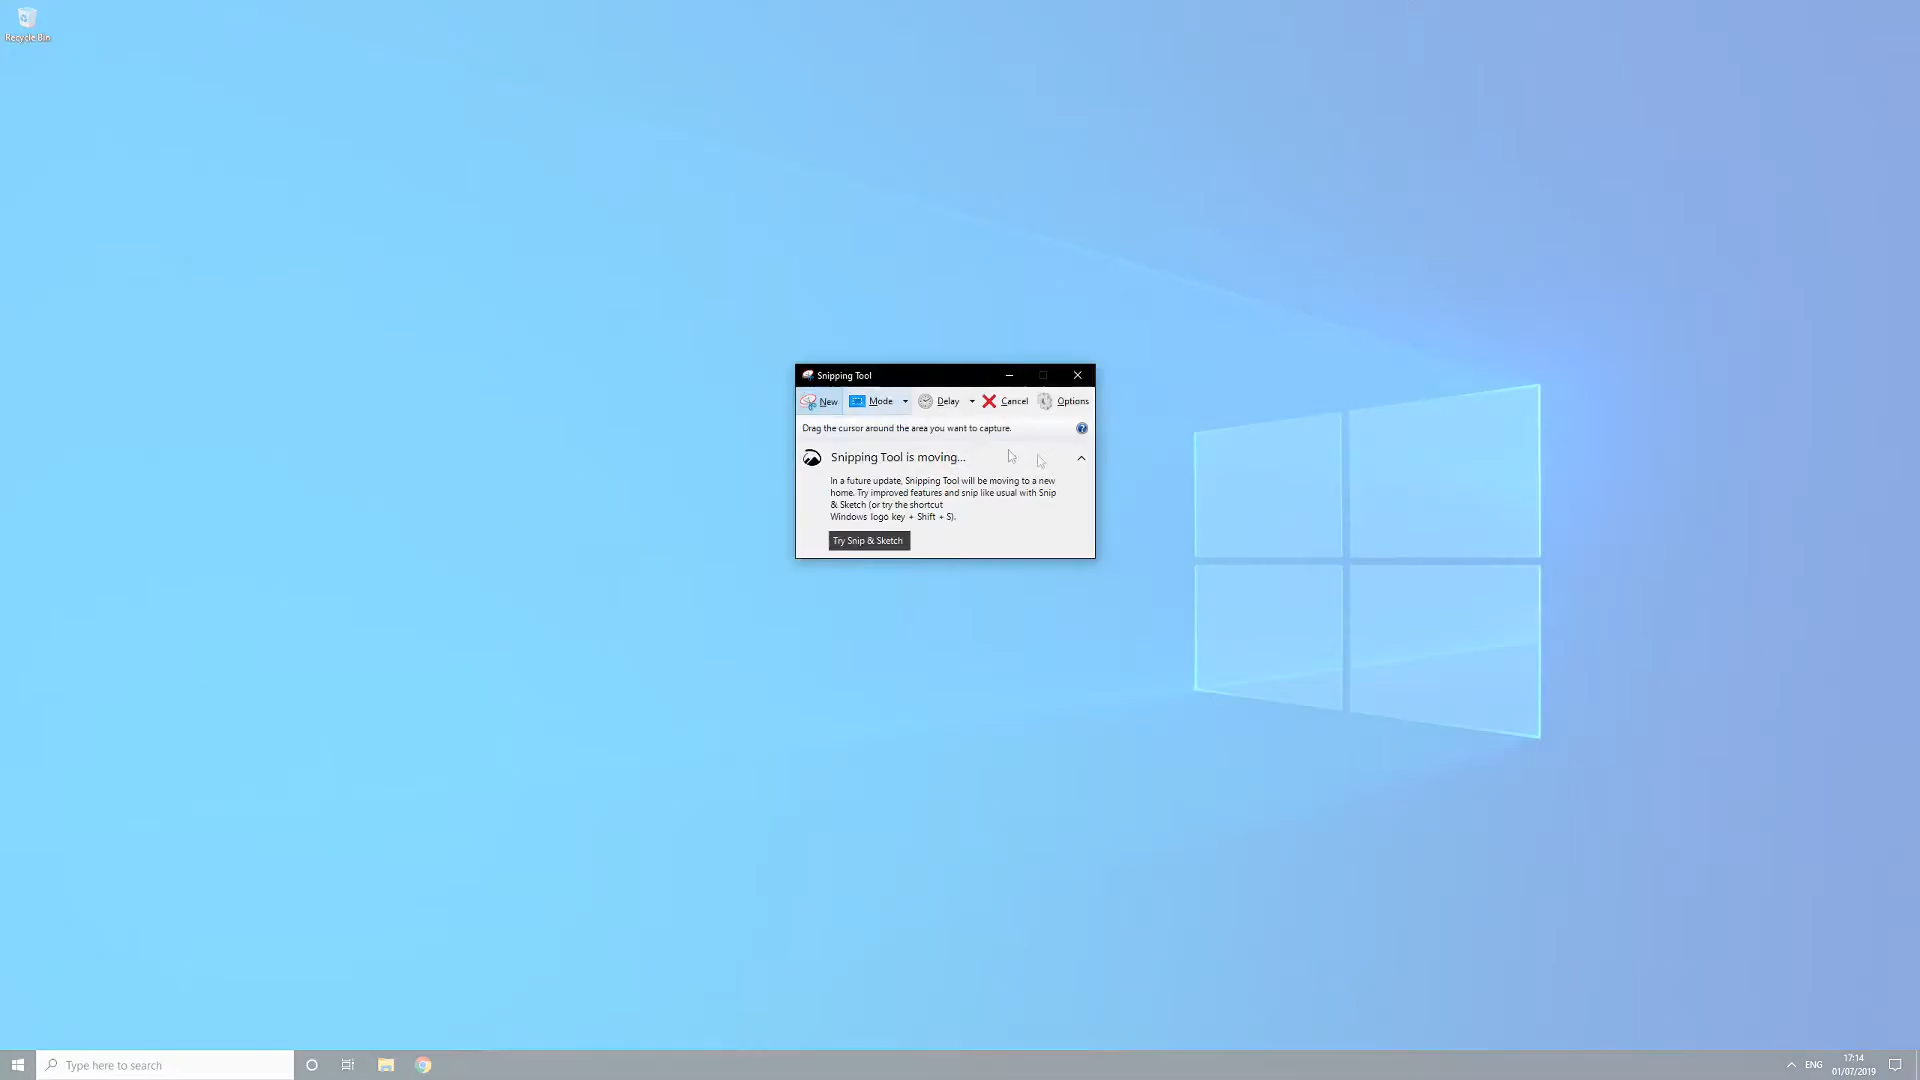 Recycle Bin
Snipping Tool
New Mode Delay Cancel Options
Drag the cursor around the area you want to capture.
Snipping Tool is moving...
In a future update, Snipping Tool will be moving to a new
home. Try improved features and snip like usual with Snip
& Sketch (or try the shortcut
Windows logo key + Shift + S).
Try Snip & Sketch
Type here to search
ENG
17:14
01/07/2019